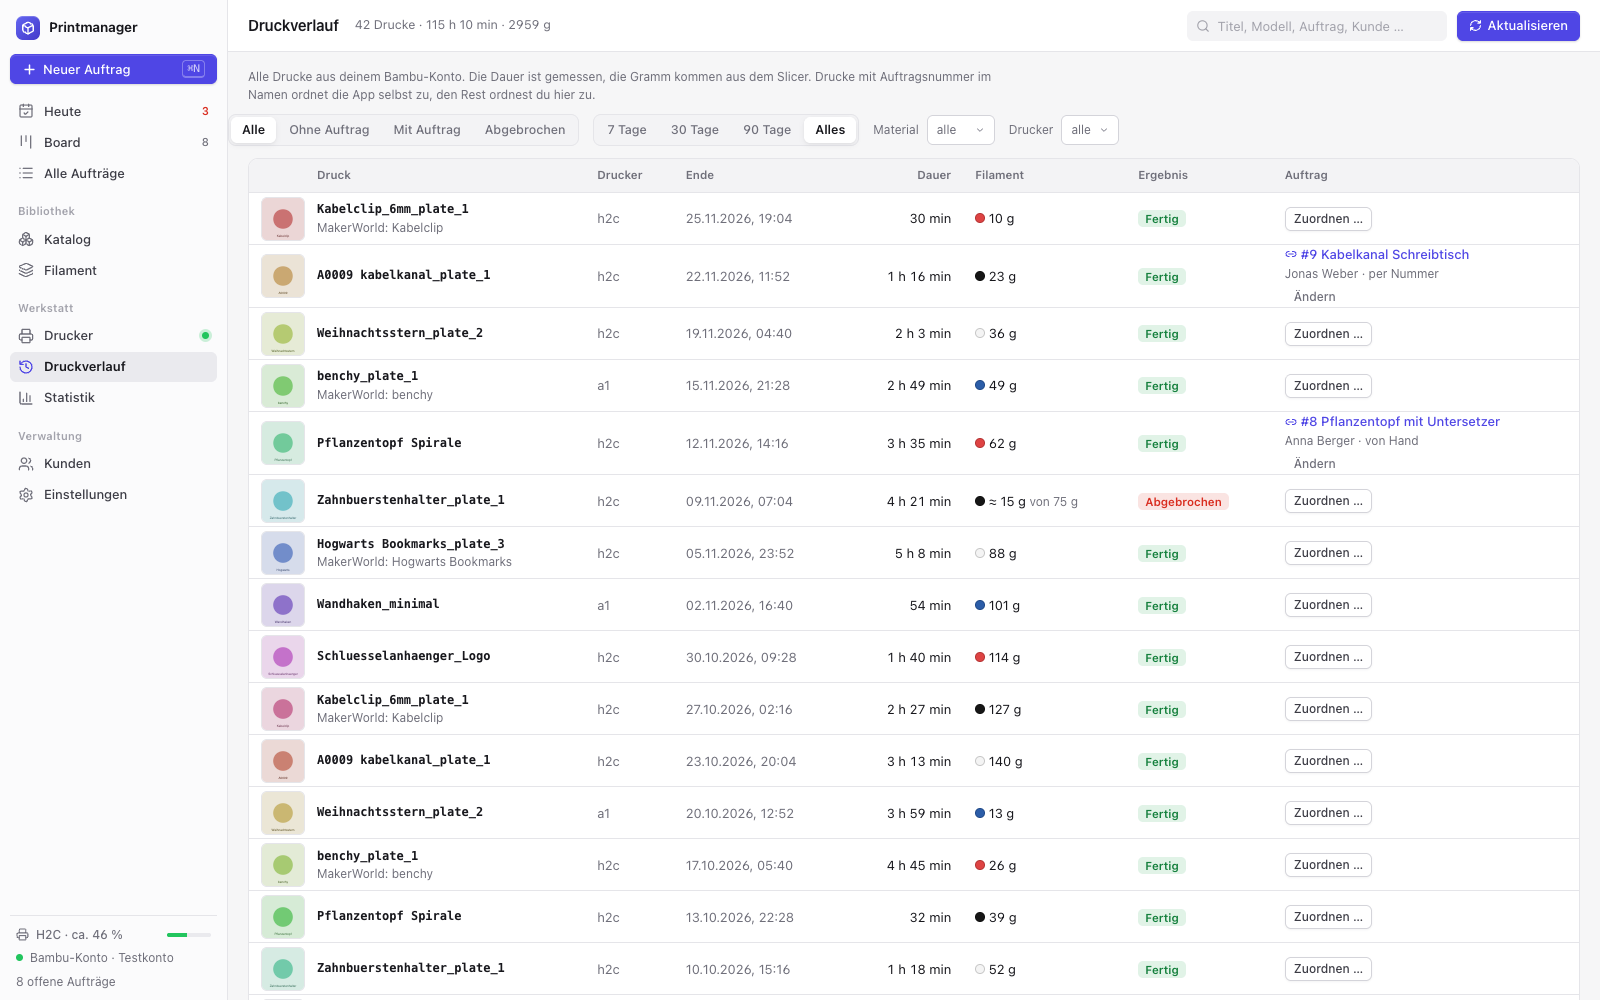 Printmanager
Neuer Auftrag ⌘N
Heute 3
Board 8
Alle Aufträge
Bibliothek
Katalog
Filament
Werkstatt
Drucker
Druckverlauf
Statistik
Verwaltung
Kunden
Einstellungen
H2C · ca. 46 %
Bambu-Konto · Testkonto
8 offene Aufträge
Druckverlauf 42 Drucke · 115 h 10 min · 2959 g
Titel, Modell, Auftrag, Kunde ...
Aktualisieren
Alle Drucke aus deinem Bambu-Konto. Die Dauer ist gemessen, die Gramm kommen aus dem Slicer. Drucke mit Auftragsnummer im
Namen ordnet die App selbst zu, den Rest ordnest du hier zu.
Alle Ohne Auftrag Mit Auftrag Abgebrochen 7 Tage 30 Tage 90 Tage Alles Material alle Drucker alle
Druck Drucker Ende Dauer Filament Ergebnis Auftrag
Kabelclip_6mm_plate_1
MakerWorld: Kabelclip
h2c 25.11.2026, 19:04 30 min 10 g Fertig Zuordnen ...
A0009 kabelkanal_plate_1 h2c 22.11.2026, 11:52 1 h 16 min 23 g Fertig
#9 Kabelkanal Schreibtisch
Jonas Weber · per Nummer
Ändern
Weihnachtsstern_plate_2 h2c 19.11.2026, 04:40 2 h 3 min 36 g Fertig Zuordnen ...
benchy_plate_1
MakerWorld: benchy
a1 15.11.2026, 21:28 2 h 49 min 49 g Fertig Zuordnen ...
Pflanzentopf Spirale h2c 12.11.2026, 14:16 3 h 35 min 62 g Fertig
#8 Pflanzentopf mit Untersetzer
Anna Berger · von Hand
Ändern
Zahnbuerstenhalter_plate_1 h2c 09.11.2026, 07:04 4 h 21 min ≈ 15 g von 75 g Abgebrochen Zuordnen ...
Hogwarts Bookmarks_plate_3
MakerWorld: Hogwarts Bookmarks
h2c 05.11.2026, 23:52 5 h 8 min 88 g Fertig Zuordnen ...
Wandhaken_minimal a1 02.11.2026, 16:40 54 min 101 g Fertig Zuordnen ...
Schluesselanhaenger_Logo h2c 30.10.2026, 09:28 1 h 40 min 114 g Fertig Zuordnen ...
Kabelclip_6mm_plate_1
MakerWorld: Kabelclip
h2c 27.10.2026, 02:16 2 h 27 min 127 g Fertig Zuordnen ...
A0009 kabelkanal_plate_1 h2c 23.10.2026, 20:04 3 h 13 min 140 g Fertig Zuordnen ...
Weihnachtsstern_plate_2 a1 20.10.2026, 12:52 3 h 59 min 13 g Fertig Zuordnen ...
benchy_plate_1
MakerWorld: benchy
h2c 17.10.2026, 05:40 4 h 45 min 26 g Fertig Zuordnen ...
Pflanzentopf Spirale h2c 13.10.2026, 22:28 32 min 39 g Fertig Zuordnen ...
Zahnbuerstenhalter_plate_1 h2c 10.10.2026, 15:16 1 h 18 min 52 g Fertig Zuordnen ...